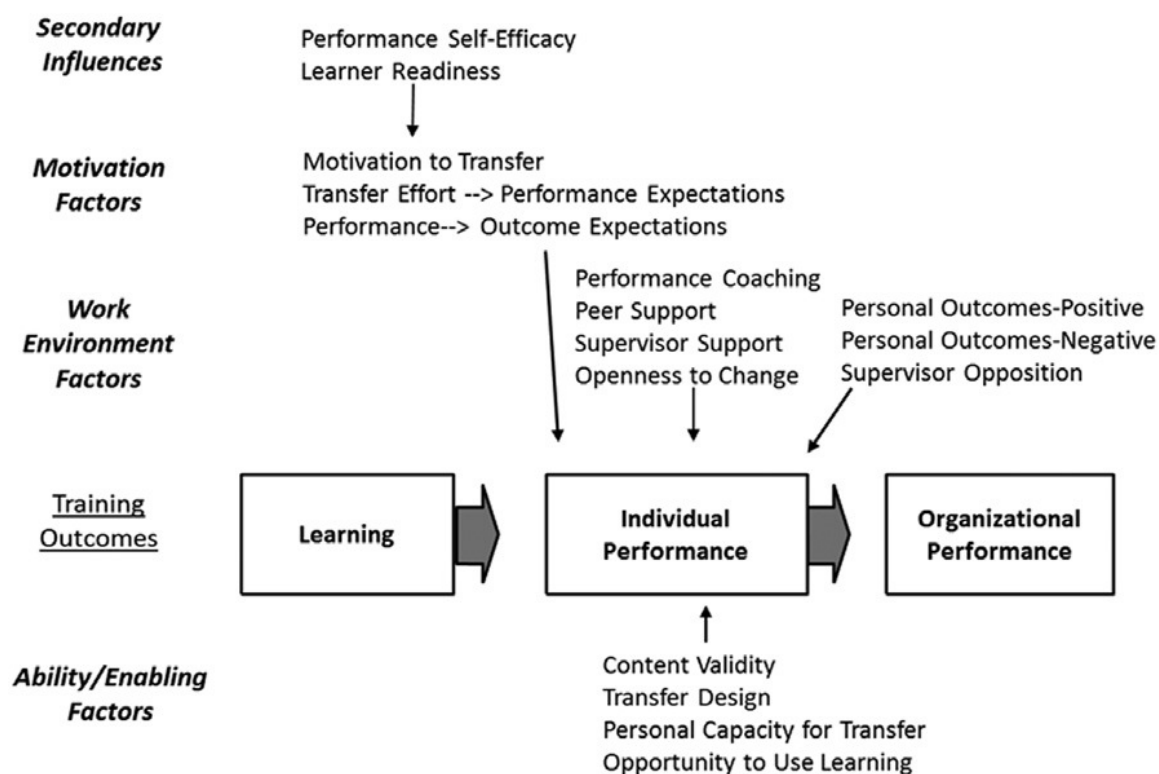 Secondary
Influences
Performance Self-Efficacy
Learner Readiness
Motivation
Factors
Motivation to Transfer
Transfer Effort --> Performance Expectations
Performance--> Outcome Expectations
Work
Environment
Factors
Performance Coaching
Peer Support
Supervisor Support
Openness to Change
Personal Outcomes-Positive
Personal Outcomes-Negative
Supervisor Opposition
Training
Outcomes
Learning
Individual
Performance
Organizational
Performance
Ability/Enabling
Factors
Content Validity
Transfer Design
Personal Capacity for Transfer
Opportunity to Use Learning